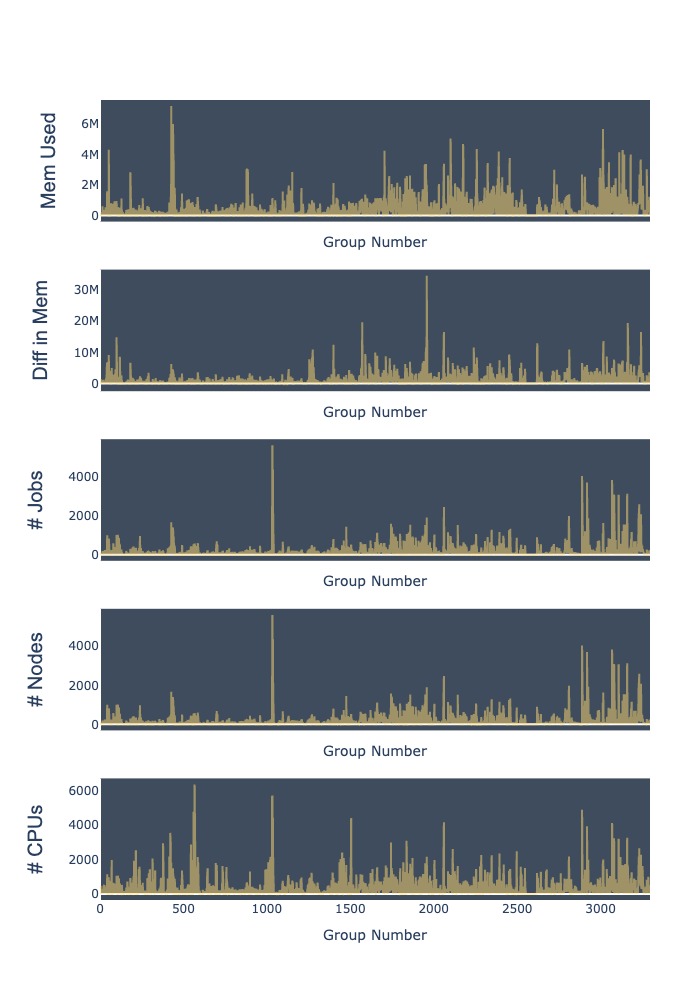 Mem Used
6M
4M
2M
0
Group Number
Diff in Mem
30M
20M
10M
0
Group Number
# Jobs
4000
2000
0
Group Number
# Nodes
4000
2000
0
Group Number
# CPUs
6000
4000
2000
0
0 500 1000 1500 2000 2500 3000
Group Number